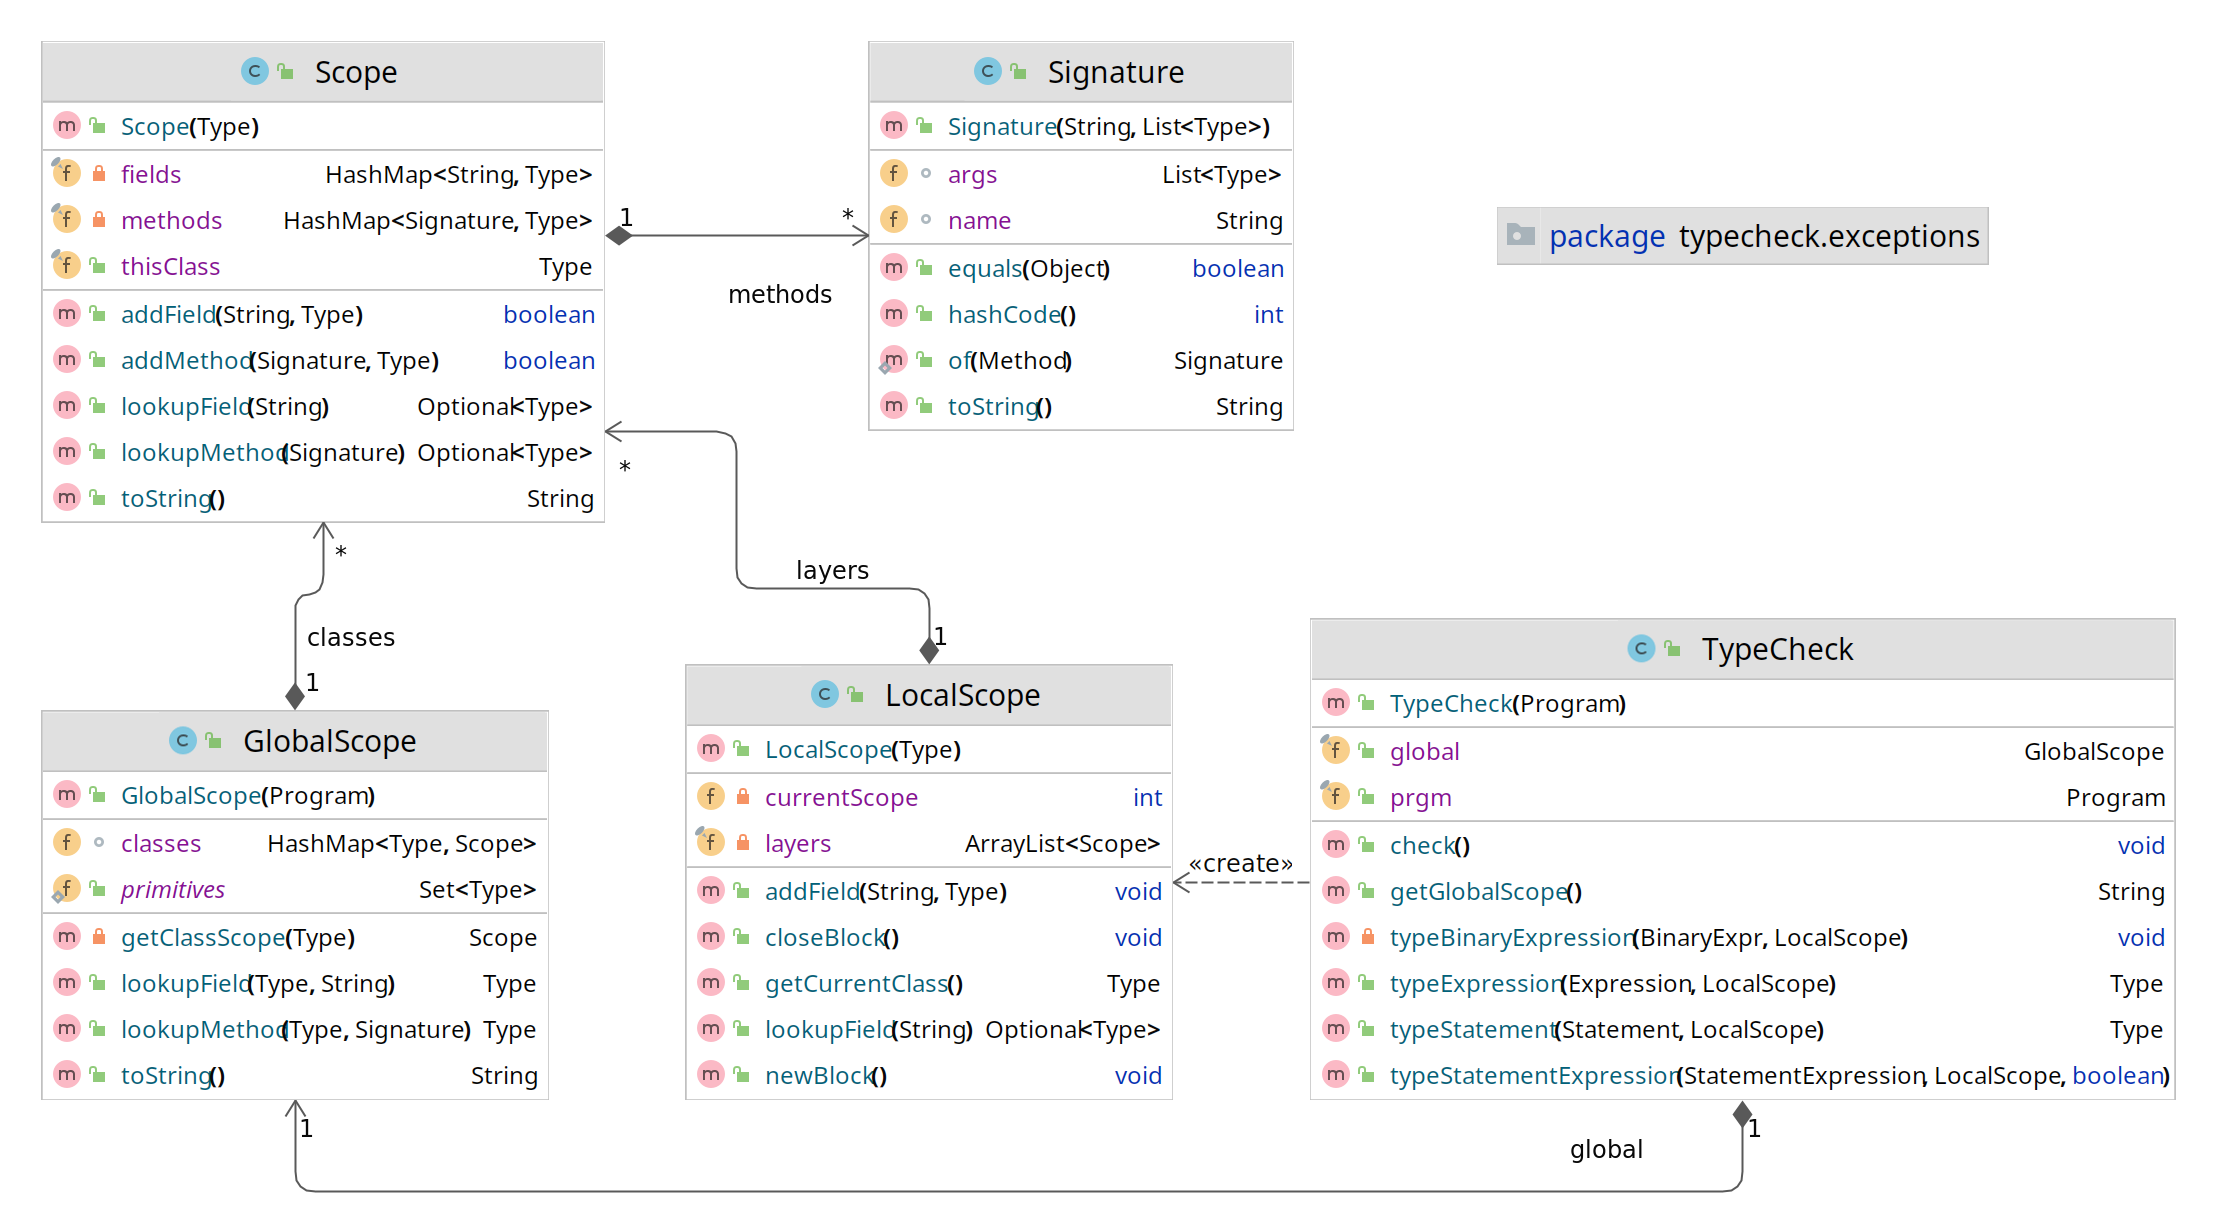 Scope
Scope(Type)
fields HashMap<String, Type>
methods HashMap<Signature, Type>
thisClass Type
addField(String, Type) boolean
addMethod(Signature, Type) boolean
lookupField(String) Optional<Type>
lookupMethod(Signature) Optional<Type>
toString() String
1
*
methods
Signature
Signature(String, List<Type>)
args List<Type>
name String
equals(Object) boolean
hashCode() int
of(Method) Signature
toString() String
package typecheck.exceptions
*
layers
1
*
classes
1
GlobalScope
GlobalScope(Program)
classes HashMap<Type, Scope>
primitives Set<Type>
getClassScope(Type) Scope
lookupField(Type, String) Type
lookupMethod(Type, Signature) Type
toString() String
LocalScope
LocalScope(Type)
currentScope int
layers ArrayList<Scope>
addField(String, Type) void
closeBlock() void
getCurrentClass() Type
lookupField(String) Optional<Type>
newBlock() void
«create»
TypeCheck
TypeCheck(Program)
global GlobalScope
prgm Program
check() void
getGlobalScope() String
typeBinaryExpression(BinaryExpr, LocalScope) void
typeExpression(Expression, LocalScope) Type
typeStatement(Statement, LocalScope) Type
typeStatementExpression(StatementExpression, LocalScope, boolean)
1
1
global